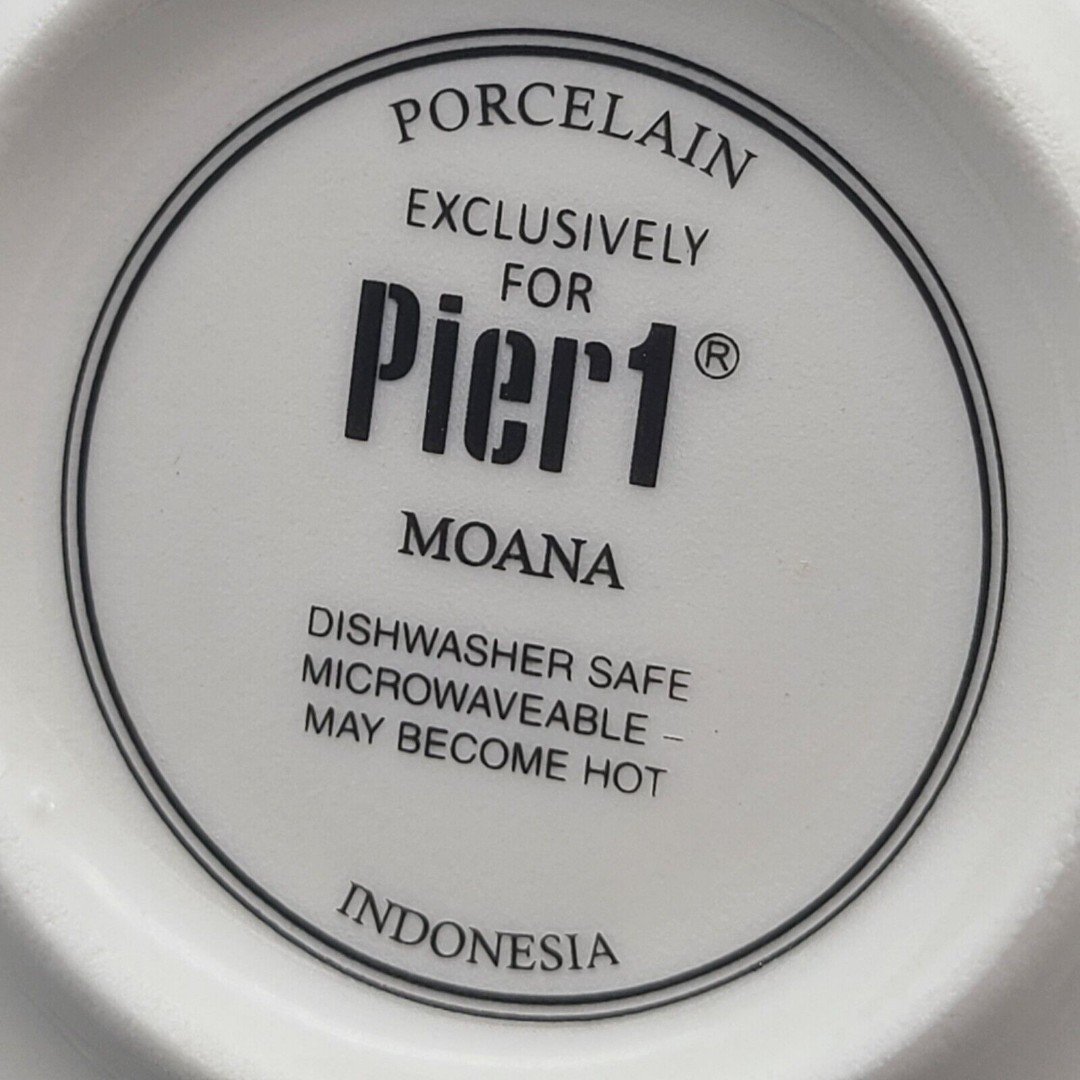 PORCELAIN
EXCLUSIVELY
FOR
Pier1®
MOANA
DISHWASHER SAFE
MICROWAVEABLE –
MAY BECOME HOT
INDONESIA